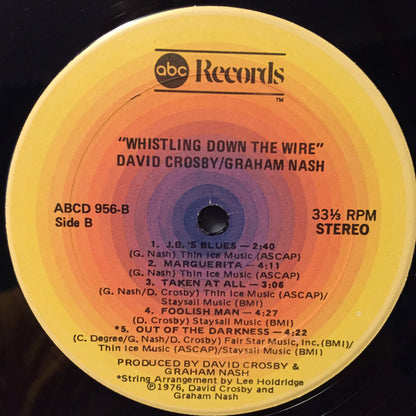 abc Records
TM
"WHISTLING DOWN THE WIRE"
DAVID CROSBY/GRAHAM NASH
ABCD 956-B
Side B
33⅓ RPM
STEREO
1. J.B.'S BLUES — 2:40
(G. Nash) Thin Ice Music (ASCAP)
2. MARGUERITA — 4:11
(G. Nash) Thin Ice Music (ASCAP)
3. TAKEN AT ALL — 3:06
(G. Nash/D. Crosby) Thin Ice Music (ASCAP)/
Staysail Music (BMI)
4. FOOLISH MAN — 4:27
(D. Crosby) Staysail Music (BMI)
*5. OUT OF THE DARKNESS — 4:22
(C. Degree/G. Nash/D. Crosby) Fair Star Music, Inc.(BMI)/
Thin Ice Music (ASCAP)/Staysail Music (BMI)
PRODUCED BY DAVID CROSBY &
GRAHAM NASH
*String Arrangement by Lee Holdridge
Ⓟ1976, David Crosby and
Graham Nash